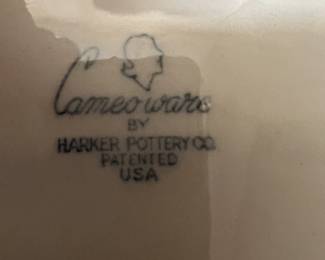 Cameoware
BY
HARKER POTTERY CO.
PATENTED
USA